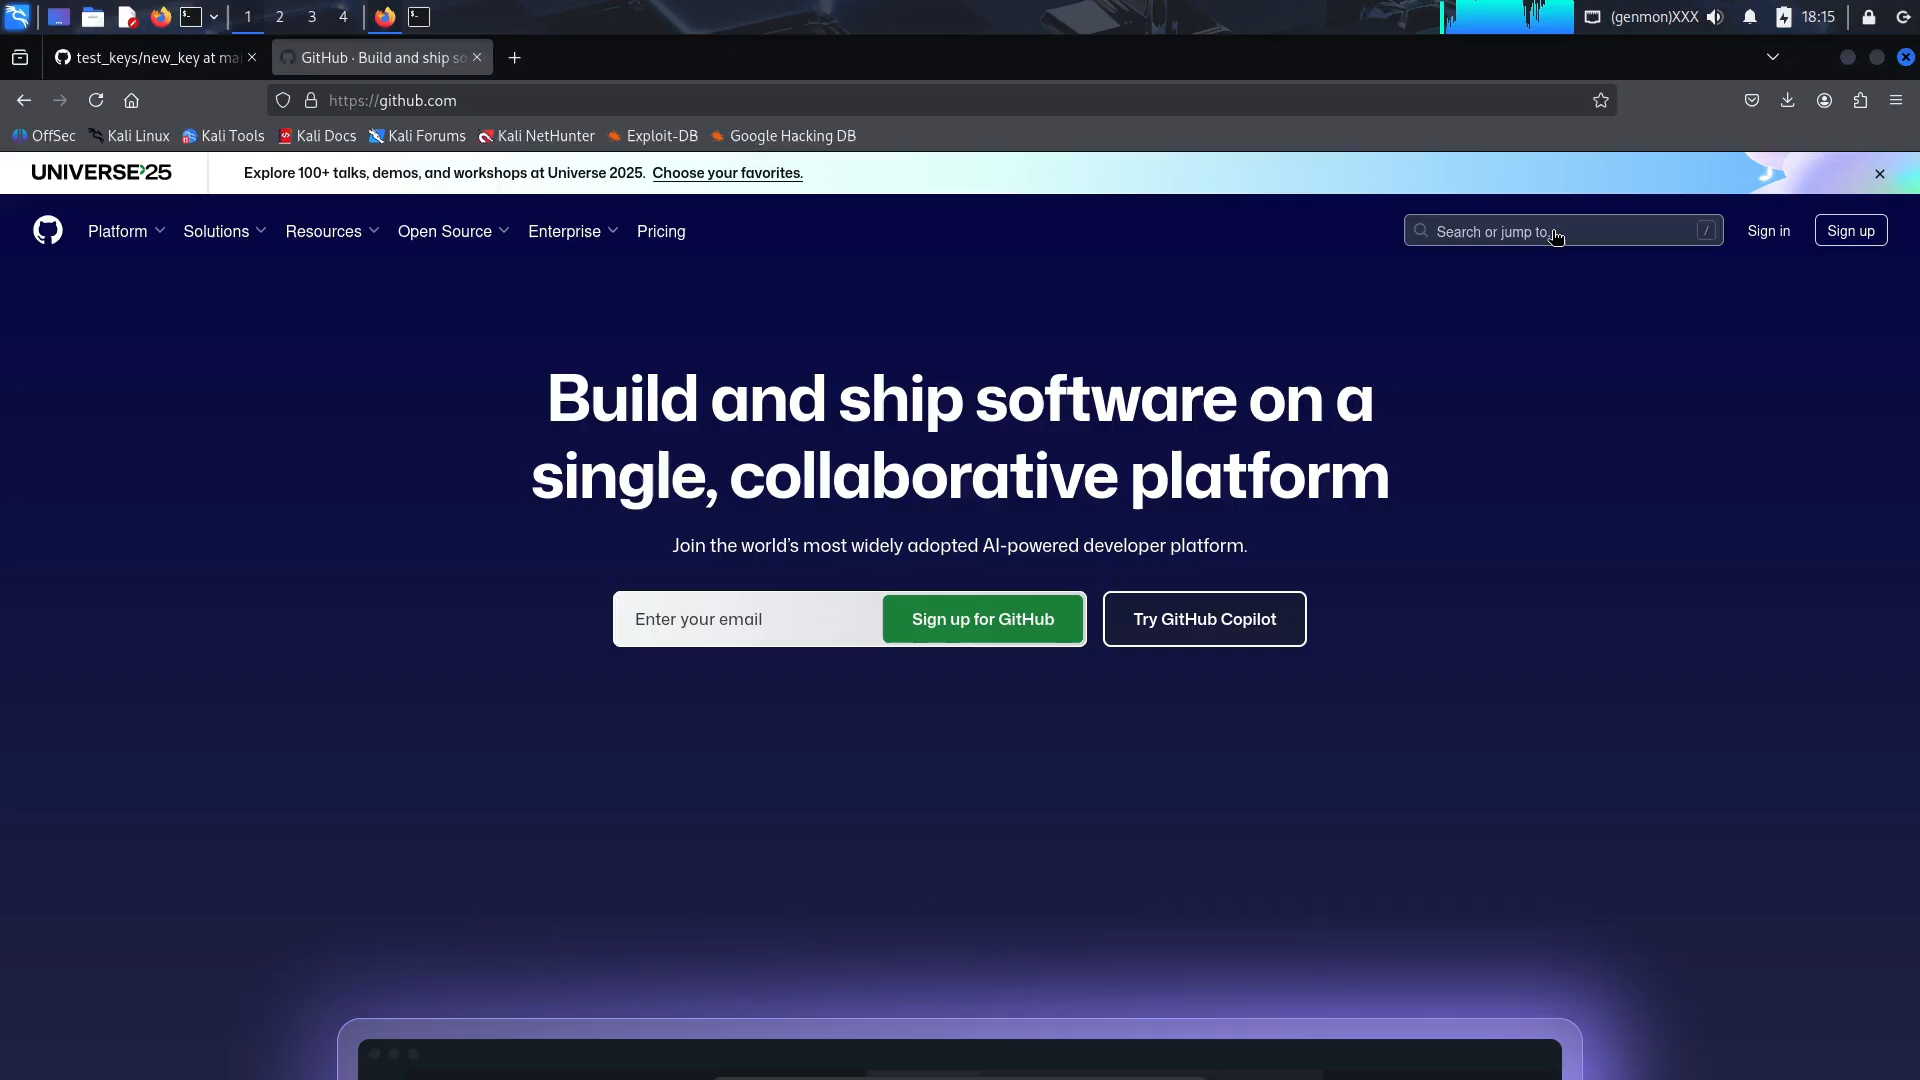 1 2 3 4 (genmon)XXX 18:15
test_keys/new_key at mai GitHub · Build and ship so
https://github.com
OffSec Kali Linux Kali Tools Kali Docs Kali Forums Kali NetHunter Exploit-DB Google Hacking DB
UNIVERSE'25 Explore 100+ talks, demos, and workshops at Universe 2025. Choose your favorites.
Platform Solutions Resources Open Source Enterprise Pricing Search or jump to... / Sign in Sign up
Build and ship software on a
single, collaborative platform
Join the world's most widely adopted AI-powered developer platform.
Enter your email Sign up for GitHub Try GitHub Copilot